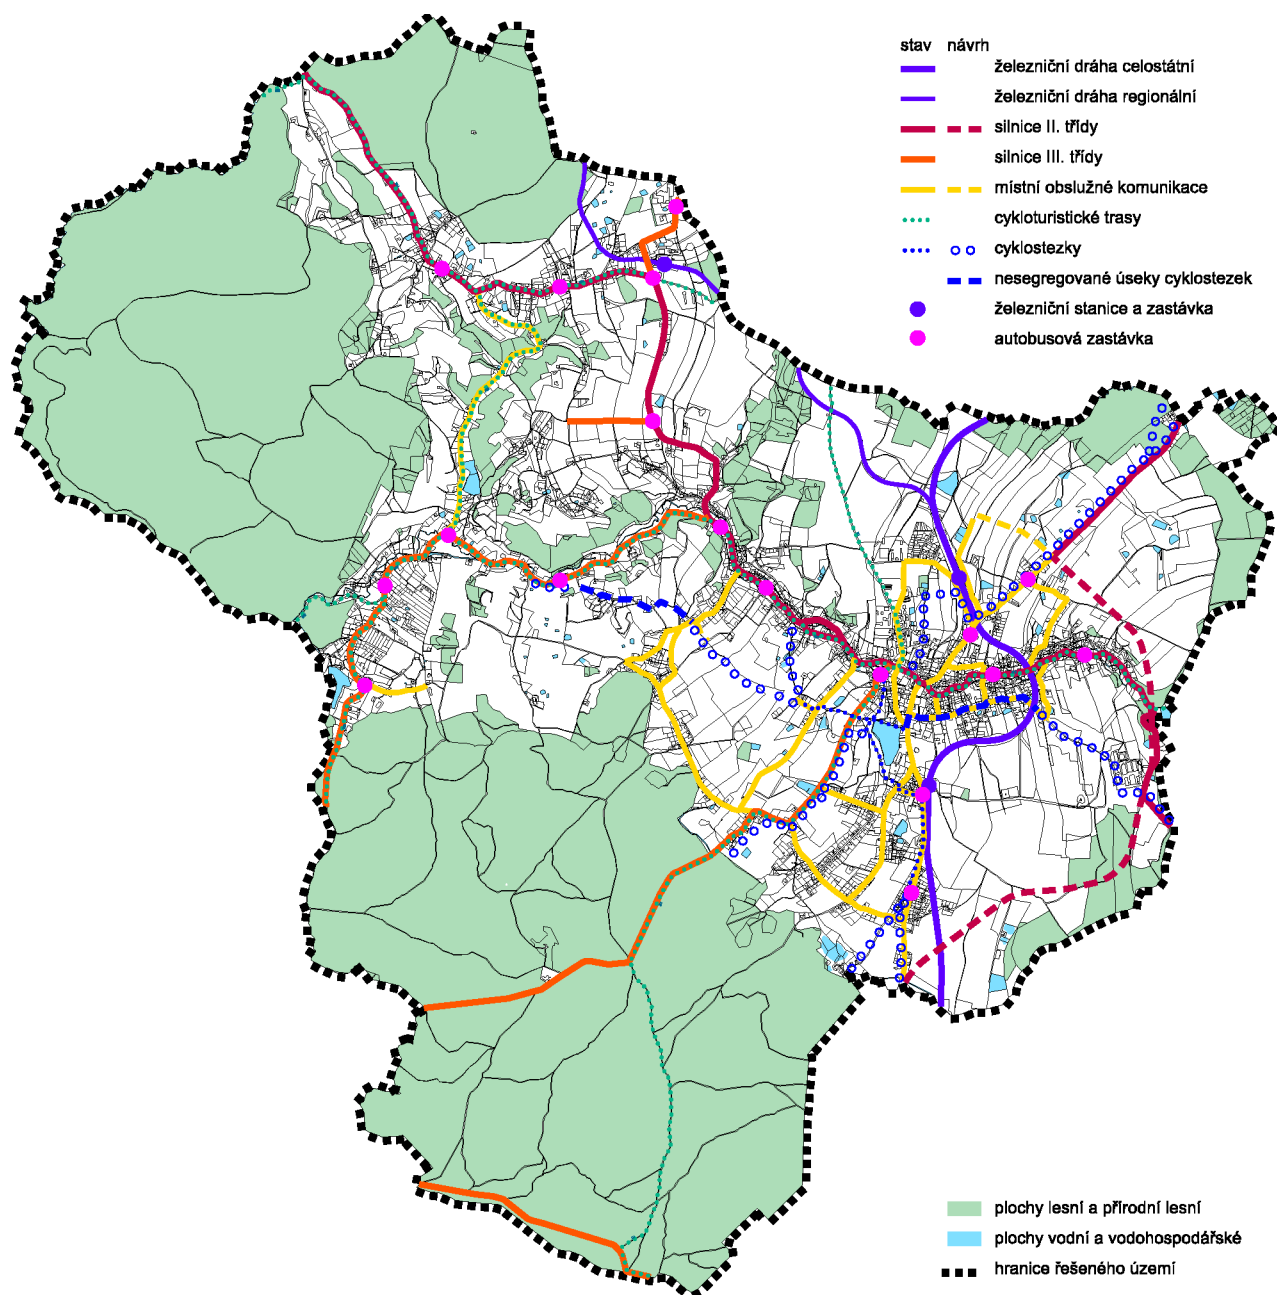 stav návrh
železniční dráha celostátní
železniční dráha regionální
silnice II. třídy
silnice III. třídy
místní obslužné komunikace
cykloturistické trasy
cyklostezky
nesegregované úseky cyklostezek
železniční stanice a zastávka
autobusová zastávka
plochy lesní a přírodní lesní
plochy vodní a vodohospodářské
hranice řešeného území